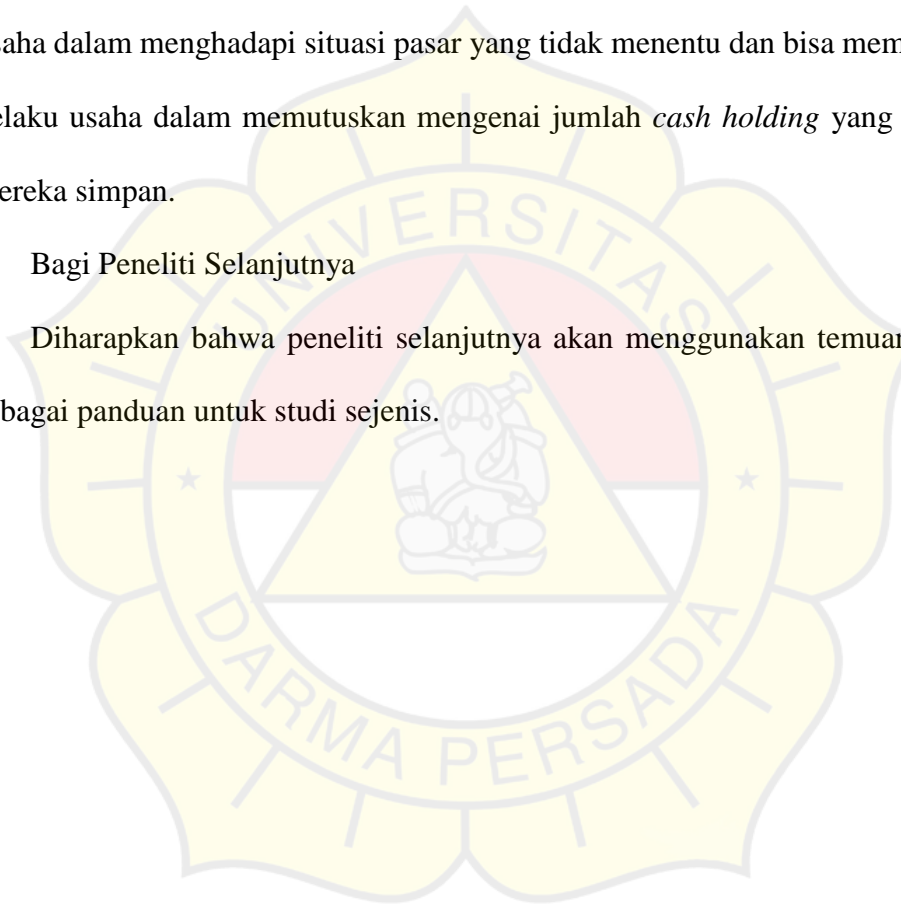 saha dalam menghadapi situasi pasar yang tidak menentu dan bisa mem
elaku usaha dalam memutuskan mengenai jumlah cash holding yang
ereka simpan.
Bagi Peneliti Selanjutnya
Diharapkan bahwa peneliti selanjutnya akan menggunakan temuan
bagai panduan untuk studi sejenis.
UNIVERSITAS
DARMA PERSADA